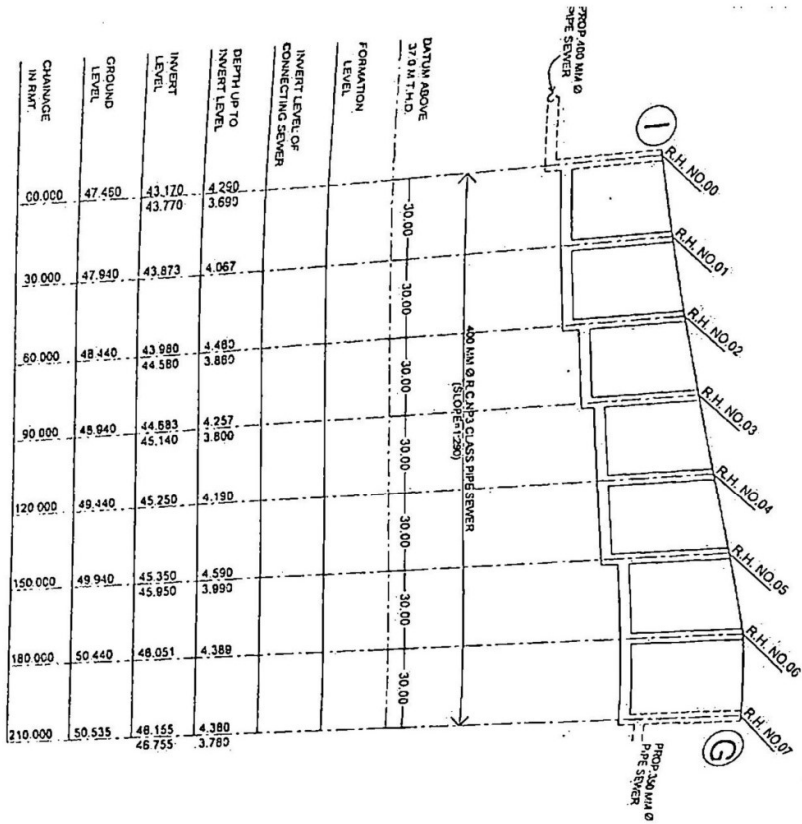 PROP.400 MM Ø
PIPE SEWER
I
R.H. NO.00
R.H. NO.01
R.H. NO.02
R.H. NO.03
R.H. NO.04
R.H. NO.05
R.H. NO.06
R.H. NO.07
G
PROP.350 MM Ø
PIPE SEWER
400 MM Ø R.C.NP3 CLASS PIPE SEWER
(SLOPE=1:290)
DATUM ABOVE
37.0 M T.H.D.
30.00 30.00 30.00 30.00 30.00 30.00 30.00
FORMATION
LEVEL
INVERT LEVEL OF
CONNECTING SEWER
DEPTH UP TO
INVERT LEVEL
4.290 4.067 4.460 4.257 4.190 4.590 4.389 4.380
3.690 3.860 3.800 3.990 3.780
INVERT
LEVEL
43.170 43.873 43.980 44.683 45.250 45.350 46.051 46.155
43.770 44.580 45.140 45.950 46.755
GROUND
LEVEL
47.460 47.940 48.440 48.940 49.440 49.940 50.440 50.535
CHAINAGE
IN RMT.
00.000 30.000 60.000 90.000 120.000 150.000 180.000 210.000